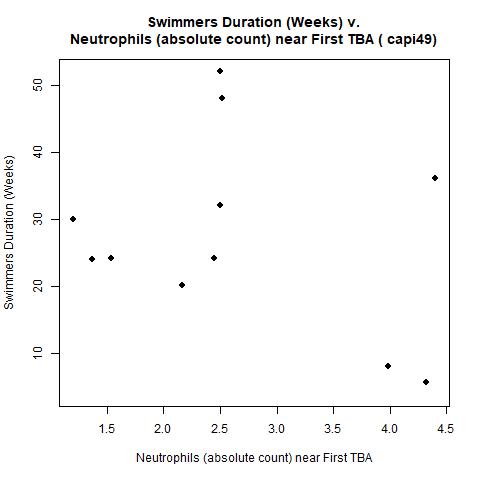 Swimmers Duration (Weeks) v.
Neutrophils (absolute count) near First TBA ( capi49)
Swimmers Duration (Weeks)
50
40
30
20
10
1.5 2.0 2.5 3.0 3.5 4.0 4.5
Neutrophils (absolute count) near First TBA